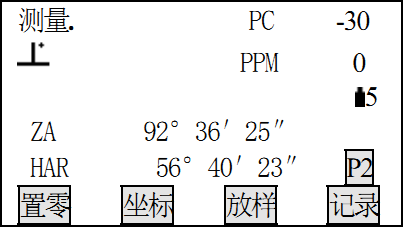 测量. PC -30
PPM 0
5
ZA 92° 36′ 25″
HAR 56° 40′ 23″ P2
置零 坐标 放样 记录